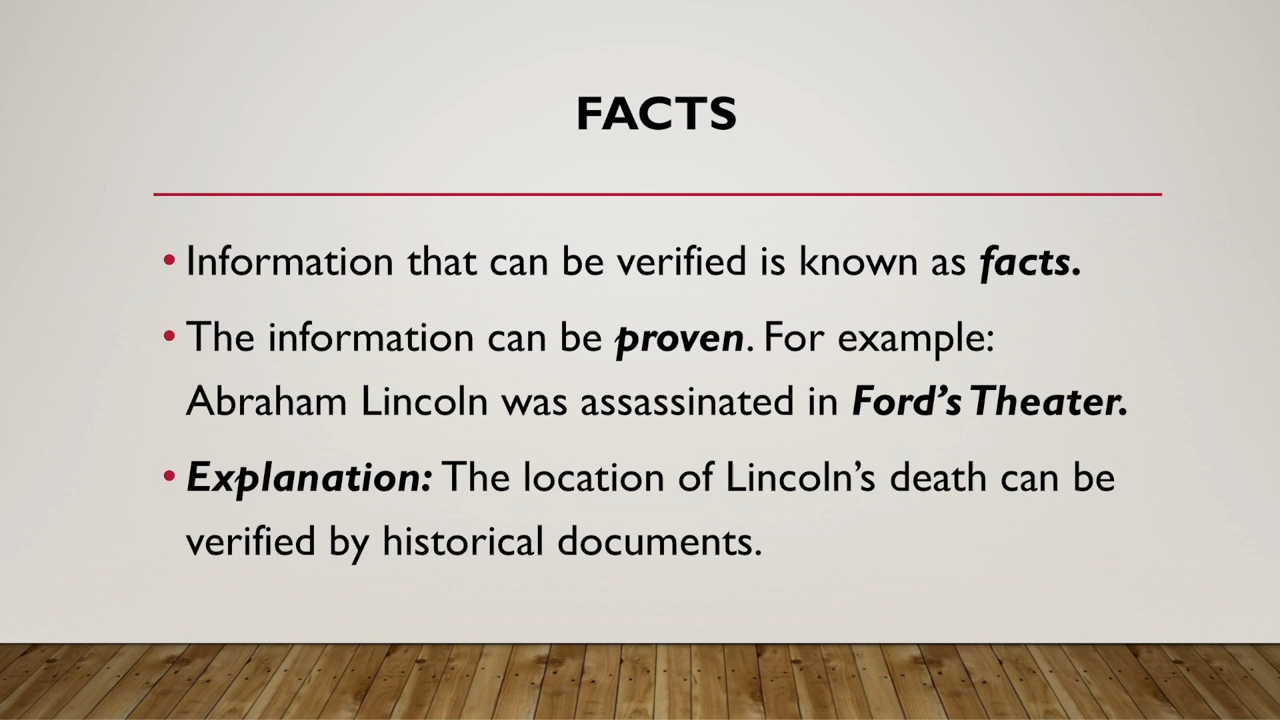 FACTS
• Information that can be verified is known as facts.
• The information can be proven. For example:
Abraham Lincoln was assassinated in Ford’s Theater.
• Explanation: The location of Lincoln’s death can be
verified by historical documents.